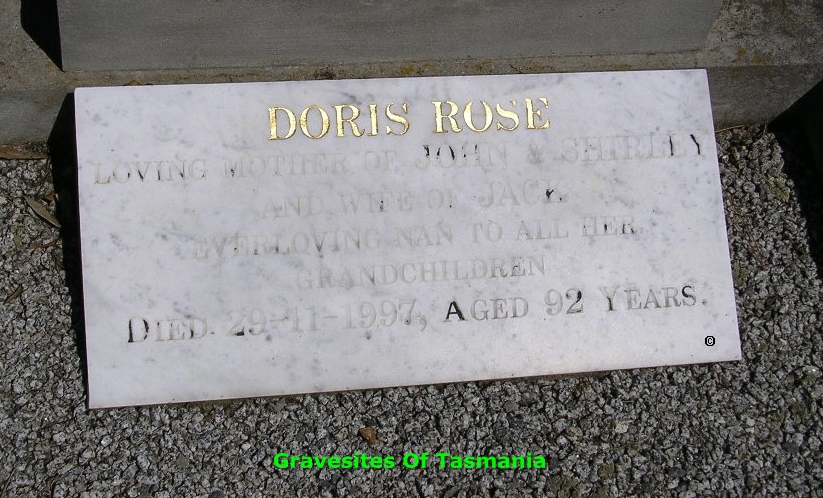 DORIS ROSE
LOVING MOTHER OF JOHN & SHIRLEY
AND WIFE OF JACK
EVERLOVING NAN TO ALL HER
GRANDCHILDREN
DIED 29-11-1997, AGED 92 YEARS.
©
Gravesites Of Tasmania